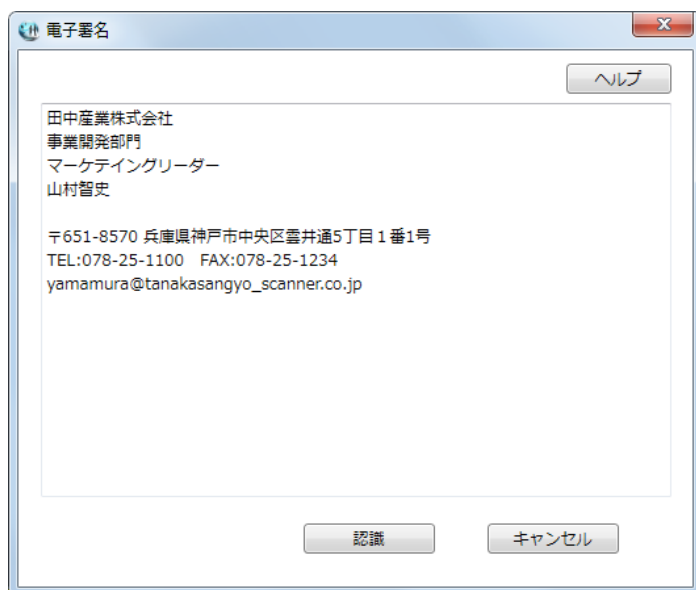 電子署名
ヘルプ
田中産業株式会社
事業開発部門
マーケテイングリーダー
山村智史
〒651-8570 兵庫県神戸市中央区雲井通5丁目１番1号
TEL:078-25-1100　FAX:078-25-1234
yamamura@tanakasangyo_scanner.co.jp
認識
キャンセル